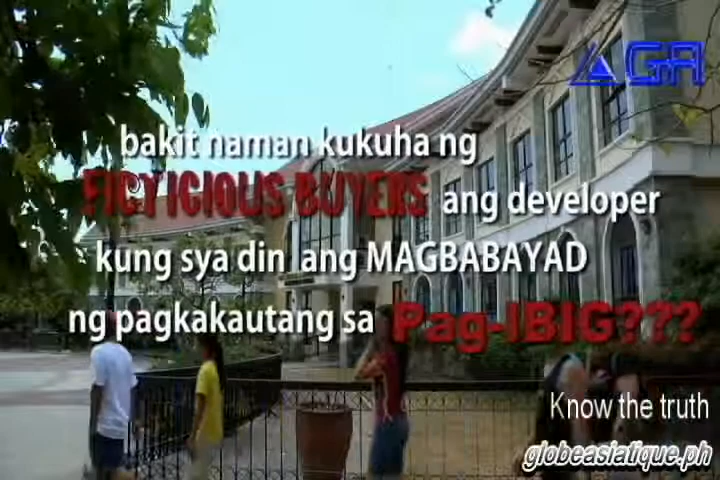 GA
bakit naman kukuha ng
FICTICIOUS BUYERS ang developer
kung sya din ang MAGBABAYAD
ng pagkakautang sa Pag-IBIG???
Know the truth
globeasiatique.ph